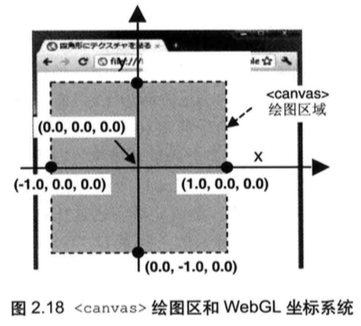 四角形にテクスチャを貼る
y
<canvas>
绘图区域
(0.0, 0.0, 0.0)
x
(-1.0, 0.0, 0.0)
(1.0, 0.0, 0.0)
(0.0, -1.0, 0.0)
图 2.18 <canvas> 绘图区和 WebGL 坐标系统